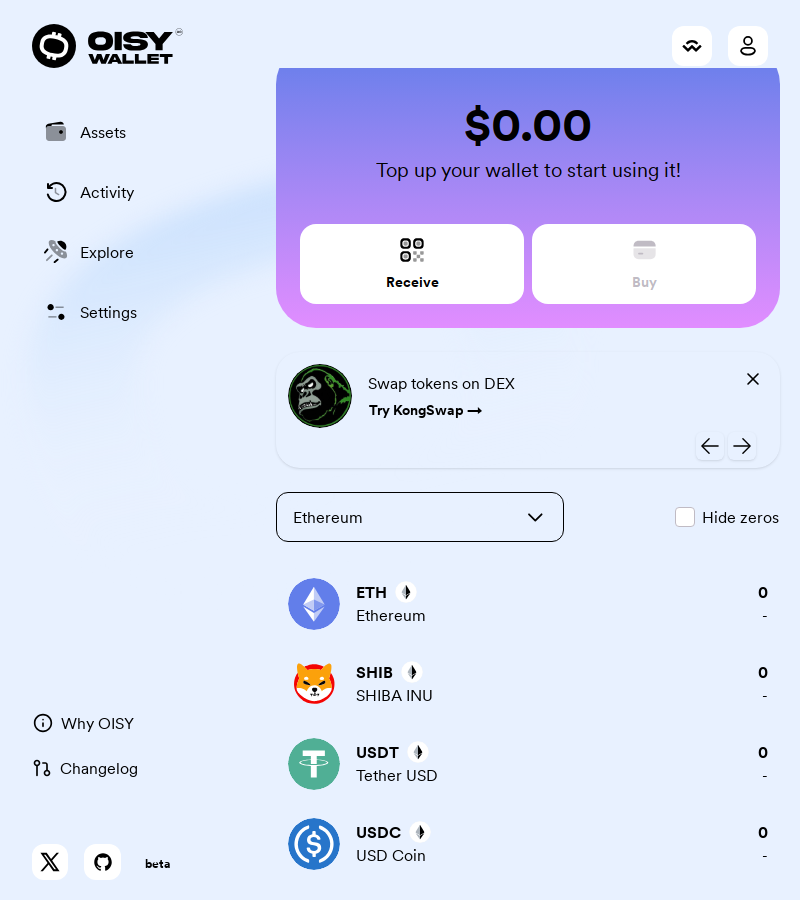 OISY
WALLET
Assets
Activity
Explore
Settings
Why OISY
Changelog
beta
$0.00
Top up your wallet to start using it!
Receive
Buy
Swap tokens on DEX
Try KongSwap →
Ethereum
Hide zeros
ETH
0
Ethereum
-
SHIB
0
SHIBA INU
-
USDT
0
Tether USD
-
USDC
0
USD Coin
-